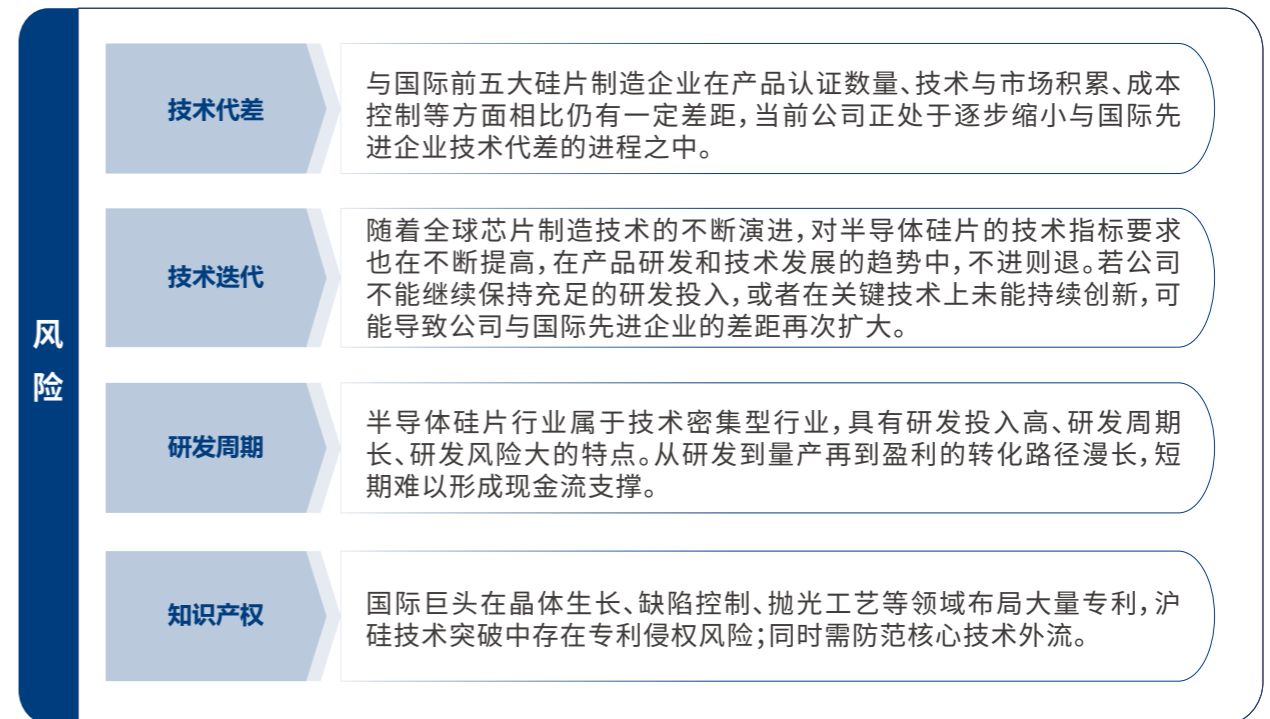 风
险
技术代差
与国际前五大硅片制造企业在产品认证数量、技术与市场积累、成本
控制等方面相比仍有一定差距，当前公司正处于逐步缩小与国际先
进企业技术代差的进程之中。
技术迭代
随着全球芯片制造技术的不断演进，对半导体硅片的技术指标要求
也在不断提高，在产品研发和技术发展的趋势中，不进则退。若公司
不能继续保持充足的研发投入，或者在关键技术上未能持续创新，可
能导致公司与国际先进企业的差距再次扩大。
研发周期
半导体硅片行业属于技术密集型行业，具有研发投入高、研发周期
长、研发风险大的特点。从研发到量产再到盈利的转化路径漫长，短
期难以形成现金流支撑。
知识产权
国际巨头在晶体生长、缺陷控制、抛光工艺等领域布局大量专利，沪
硅技术突破中存在专利侵权风险；同时需防范核心技术外流。